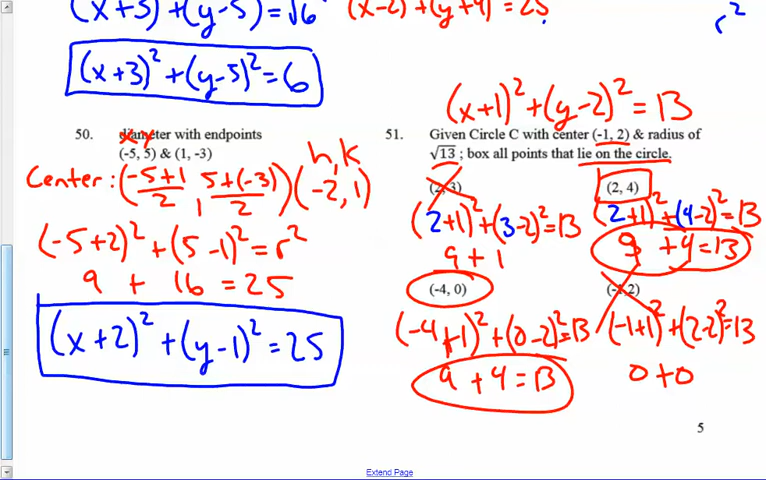 (x+3)² + (y-5)² = √6
(x-2)² + (y+4)² = 25
r²
(x+3)² + (y-5)² = 6
(x+1)² + (y-2)² = 13
50. diameter with endpoints
(-5, 5) & (1, -3)
h, k
Center: (-5+1/2, 5+(-3)/2) (-2, 1)
(-5+2)² + (5-1)² = r²
9 + 16 = 25
(x+2)² + (y-1)² = 25
51. Given Circle C with center (-1, 2) & radius of
√13 ; box all points that lie on the circle.
(2, 3)
(2+1)² + (3-2)² = 13
9 + 1
(2, 4)
(2+1)² + (4-2)² = 13
9 + 4 = 13
(-4, 0)
(-4+1)² + (0-2)² = 13
9 + 4 = 13
(-1, 2)
(-1+1)² + (2-2)² = 13
0 + 0
5
Extend Page